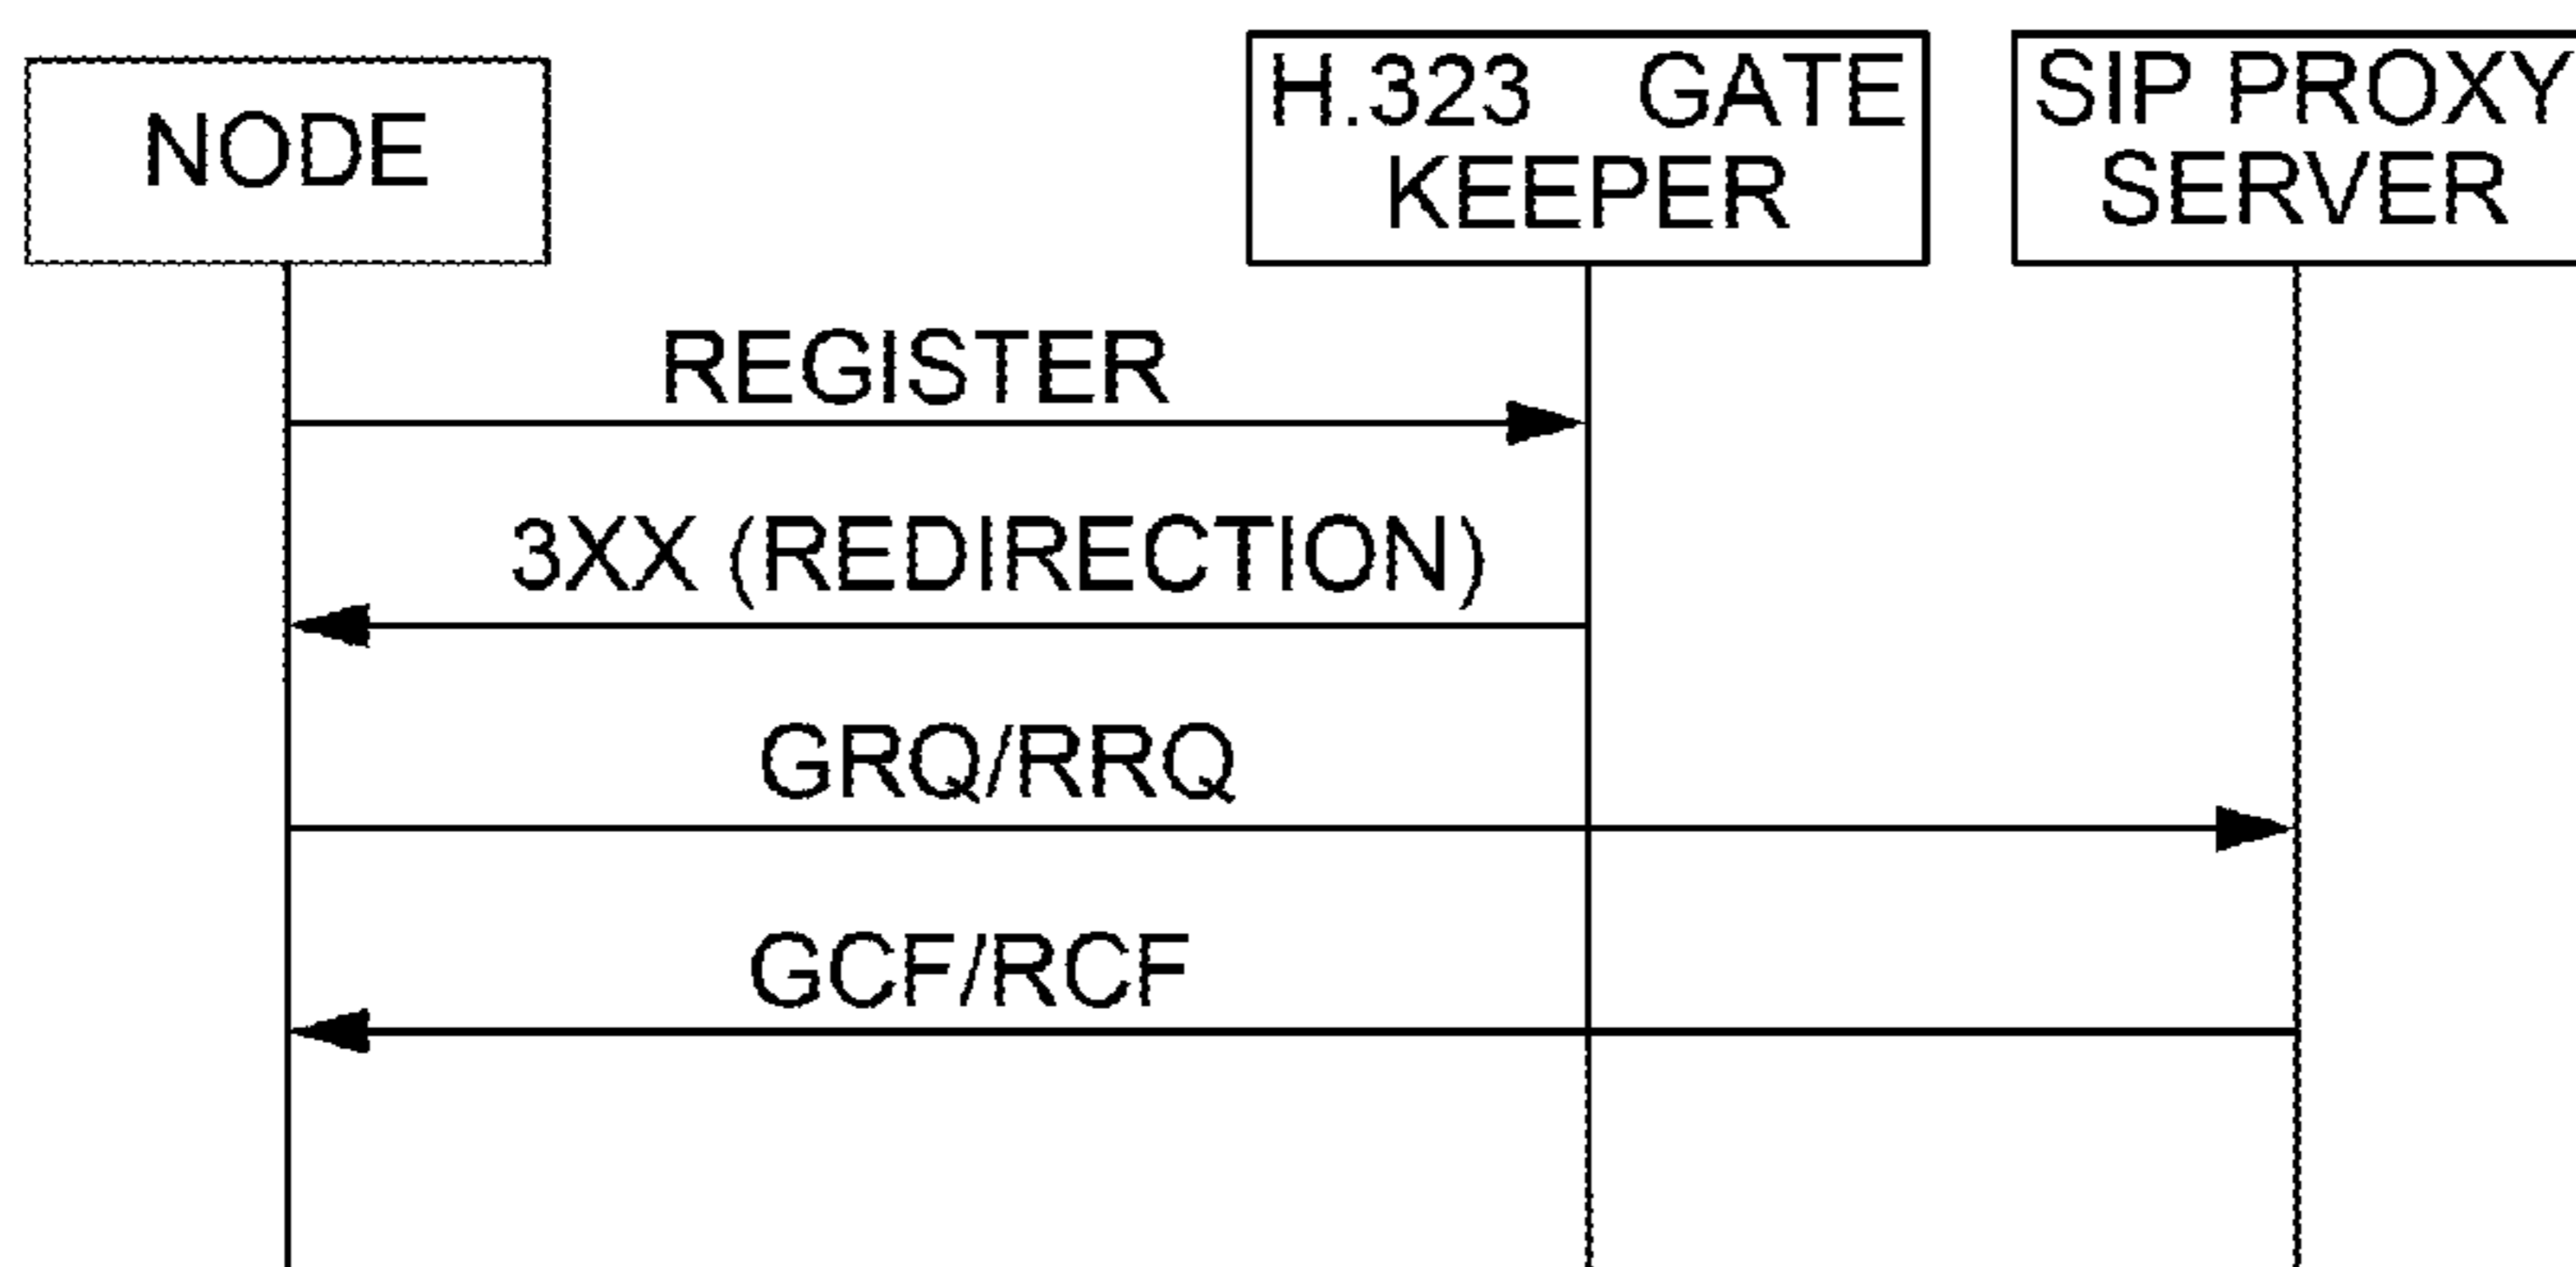 NODE
H.323 GATE
KEEPER
SIP PROXY
SERVER
REGISTER
3XX (REDIRECTION)
GRQ/RRQ
GCF/RCF